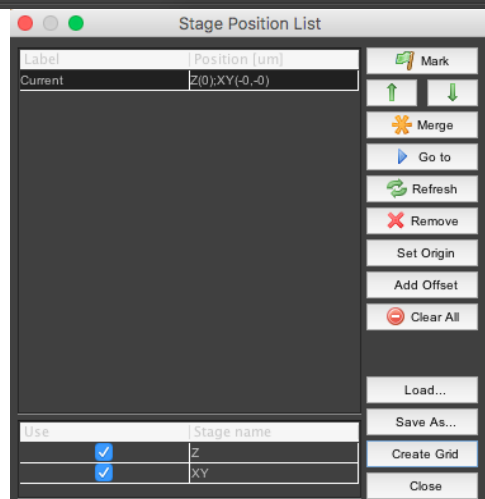 Stage Position List
Label Position [um]
Current Z(0);XY(-0,-0)
Mark
Merge
Go to
Refresh
Remove
Set Origin
Add Offset
Clear All
Load...
Save As...
Create Grid
Close
Use Stage name
Z
XY